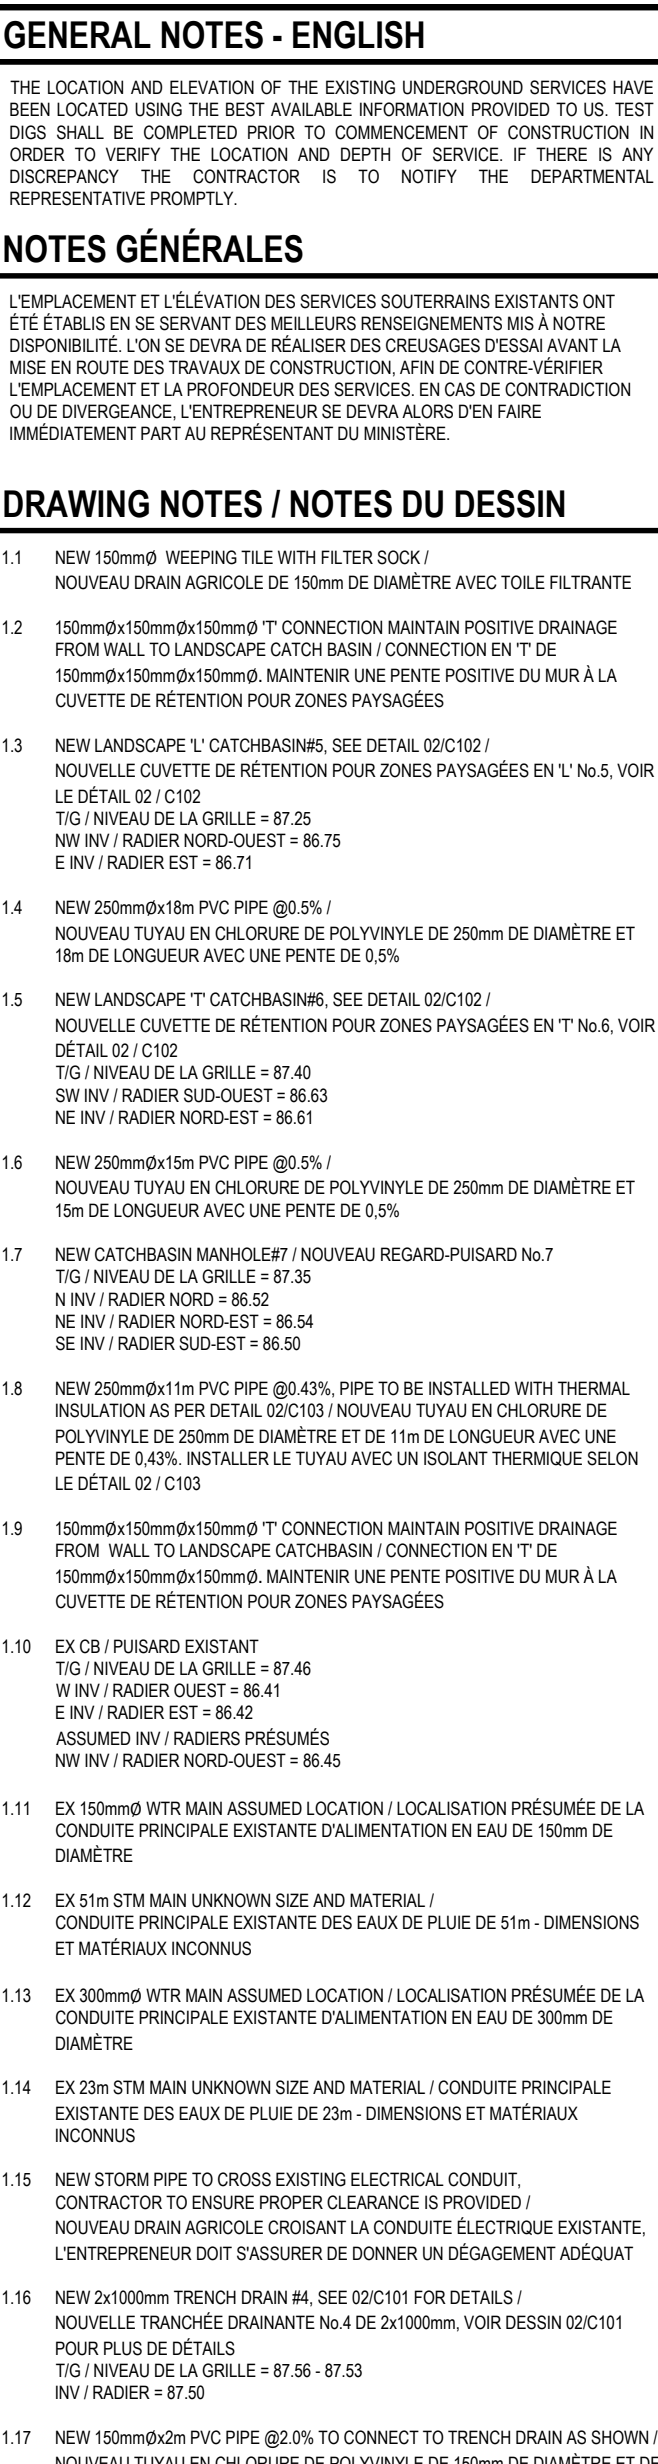 GENERAL NOTES - ENGLISH
THE LOCATION AND ELEVATION OF THE EXISTING UNDERGROUND SERVICES HAVE
BEEN LOCATED USING THE BEST AVAILABLE INFORMATION PROVIDED TO US. TEST
DIGS SHALL BE COMPLETED PRIOR TO COMMENCEMENT OF CONSTRUCTION IN
ORDER TO VERIFY THE LOCATION AND DEPTH OF SERVICE. IF THERE IS ANY
DISCREPANCY THE CONTRACTOR IS TO NOTIFY THE DEPARTMENTAL
REPRESENTATIVE PROMPTLY.
NOTES GÉNÉRALES
L'EMPLACEMENT ET L'ÉLÉVATION DES SERVICES SOUTERRAINS EXISTANTS ONT
ÉTÉ ÉTABLIS EN SE SERVANT DES MEILLEURS RENSEIGNEMENTS MIS À NOTRE
DISPONIBILITÉ. L'ON SE DEVRA DE RÉALISER DES CREUSAGES D'ESSAI AVANT LA
MISE EN ROUTE DES TRAVAUX DE CONSTRUCTION, AFIN DE CONTRE-VÉRIFIER
L'EMPLACEMENT ET LA PROFONDEUR DES SERVICES. EN CAS DE CONTRADICTION
OU DE DIVERGEANCE, L'ENTREPRENEUR SE DEVRA ALORS D'EN FAIRE
IMMÉDIATEMENT PART AU REPRÉSENTANT DU MINISTÈRE.
DRAWING NOTES / NOTES DU DESSIN
1.1 NEW 150mmØ WEEPING TILE WITH FILTER SOCK /
NOUVEAU DRAIN AGRICOLE DE 150mm DE DIAMÈTRE AVEC TOILE FILTRANTE
1.2 150mmØx150mmØx150mmØ 'T' CONNECTION MAINTAIN POSITIVE DRAINAGE
FROM WALL TO LANDSCAPE CATCH BASIN / CONNECTION EN 'T' DE
150mmØx150mmØx150mmØ. MAINTENIR UNE PENTE POSITIVE DU MUR À LA
CUVETTE DE RÉTENTION POUR ZONES PAYSAGÉES
1.3 NEW LANDSCAPE 'L' CATCHBASIN#5, SEE DETAIL 02/C102 /
NOUVELLE CUVETTE DE RÉTENTION POUR ZONES PAYSAGÉES EN 'L' No.5, VOIR
LE DÉTAIL 02 / C102
T/G / NIVEAU DE LA GRILLE = 87.25
NW INV / RADIER NORD-OUEST = 86.75
E INV / RADIER EST = 86.71
1.4 NEW 250mmØx18m PVC PIPE @0.5% /
NOUVEAU TUYAU EN CHLORURE DE POLYVINYLE DE 250mm DE DIAMÈTRE ET
18m DE LONGUEUR AVEC UNE PENTE DE 0,5%
1.5 NEW LANDSCAPE 'T' CATCHBASIN#6, SEE DETAIL 02/C102 /
NOUVELLE CUVETTE DE RÉTENTION POUR ZONES PAYSAGÉES EN 'T' No.6, VOIR
DÉTAIL 02 / C102
T/G / NIVEAU DE LA GRILLE = 87.40
SW INV / RADIER SUD-OUEST = 86.63
NE INV / RADIER NORD-EST = 86.61
1.6 NEW 250mmØx15m PVC PIPE @0.5% /
NOUVEAU TUYAU EN CHLORURE DE POLYVINYLE DE 250mm DE DIAMÈTRE ET
15m DE LONGUEUR AVEC UNE PENTE DE 0,5%
1.7 NEW CATCHBASIN MANHOLE#7 / NOUVEAU REGARD-PUISARD No.7
T/G / NIVEAU DE LA GRILLE = 87.35
N INV / RADIER NORD = 86.52
NE INV / RADIER NORD-EST = 86.54
SE INV / RADIER SUD-EST = 86.50
1.8 NEW 250mmØx11m PVC PIPE @0.43%, PIPE TO BE INSTALLED WITH THERMAL
INSULATION AS PER DETAIL 02/C103 / NOUVEAU TUYAU EN CHLORURE DE
POLYVINYLE DE 250mm DE DIAMÈTRE ET DE 11m DE LONGUEUR AVEC UNE
PENTE DE 0,43%. INSTALLER LE TUYAU AVEC UN ISOLANT THERMIQUE SELON
LE DÉTAIL 02 / C103
1.9 150mmØx150mmØx150mmØ 'T' CONNECTION MAINTAIN POSITIVE DRAINAGE
FROM WALL TO LANDSCAPE CATCHBASIN / CONNECTION EN 'T' DE
150mmØx150mmØx150mmØ. MAINTENIR UNE PENTE POSITIVE DU MUR À LA
CUVETTE DE RÉTENTION POUR ZONES PAYSAGÉES
1.10 EX CB / PUISARD EXISTANT
T/G / NIVEAU DE LA GRILLE = 87.46
W INV / RADIER OUEST = 86.41
E INV / RADIER EST = 86.42
ASSUMED INV / RADIERS PRÉSUMÉS
NW INV / RADIER NORD-OUEST = 86.45
1.11 EX 150mmØ WTR MAIN ASSUMED LOCATION / LOCALISATION PRÉSUMÉE DE LA
CONDUITE PRINCIPALE EXISTANTE D'ALIMENTATION EN EAU DE 150mm DE
DIAMÈTRE
1.12 EX 51m STM MAIN UNKNOWN SIZE AND MATERIAL /
CONDUITE PRINCIPALE EXISTANTE DES EAUX DE PLUIE DE 51m - DIMENSIONS
ET MATÉRIAUX INCONNUS
1.13 EX 300mmØ WTR MAIN ASSUMED LOCATION / LOCALISATION PRÉSUMÉE DE LA
CONDUITE PRINCIPALE EXISTANTE D'ALIMENTATION EN EAU DE 300mm DE
DIAMÈTRE
1.14 EX 23m STM MAIN UNKNOWN SIZE AND MATERIAL / CONDUITE PRINCIPALE
EXISTANTE DES EAUX DE PLUIE DE 23m - DIMENSIONS ET MATÉRIAUX
INCONNUS
1.15 NEW STORM PIPE TO CROSS EXISTING ELECTRICAL CONDUIT,
CONTRACTOR TO ENSURE PROPER CLEARANCE IS PROVIDED /
NOUVEAU DRAIN AGRICOLE CROISANT LA CONDUITE ÉLECTRIQUE EXISTANTE,
L'ENTREPRENEUR DOIT S'ASSURER DE DONNER UN DÉGAGEMENT ADÉQUAT
1.16 NEW 2x1000mm TRENCH DRAIN #4, SEE 02/C101 FOR DETAILS /
NOUVELLE TRANCHÉE DRAINANTE No.4 DE 2x1000mm, VOIR DESSIN 02/C101
POUR PLUS DE DÉTAILS
T/G / NIVEAU DE LA GRILLE = 87.56 - 87.53
INV / RADIER = 87.50
1.17 NEW 150mmØx2m PVC PIPE @2.0% TO CONNECT TO TRENCH DRAIN AS SHOWN /
NOUVEAU TUYAU EN CHLORURE DE POLYVINYLE DE 150mm DE DIAMÈTRE ET DE